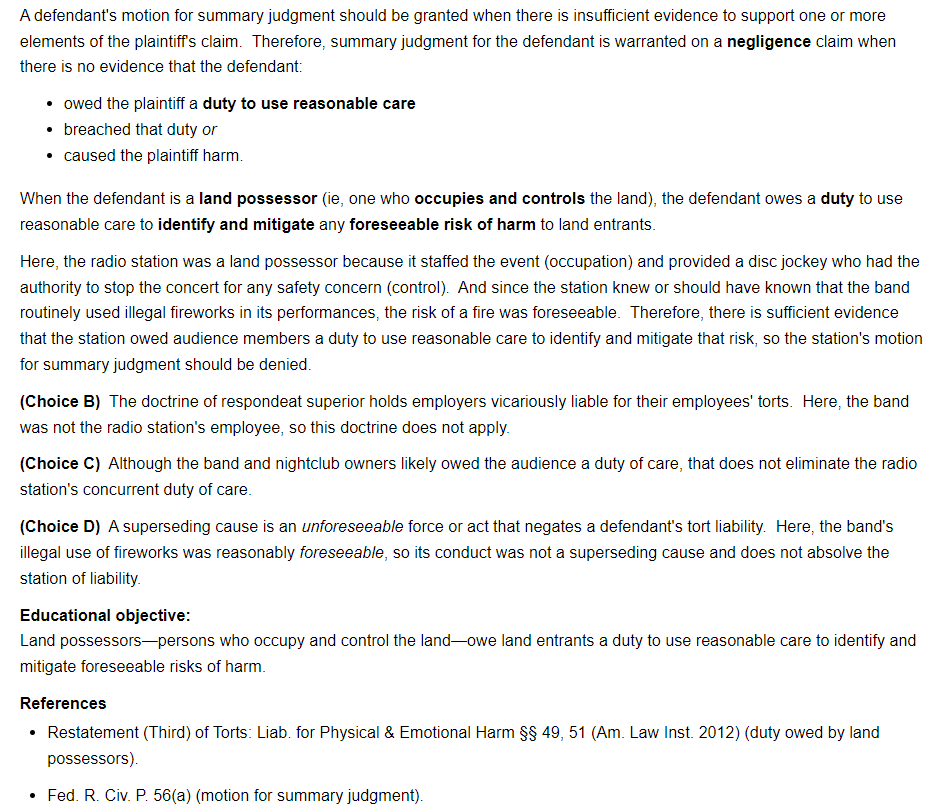 A defendant's motion for summary judgment should be granted when there is insufficient evidence to support one or more
elements of the plaintiff's claim.  Therefore, summary judgment for the defendant is warranted on a negligence claim when
there is no evidence that the defendant:
• owed the plaintiff a duty to use reasonable care
• breached that duty or
• caused the plaintiff harm.
When the defendant is a land possessor (ie, one who occupies and controls the land), the defendant owes a duty to use
reasonable care to identify and mitigate any foreseeable risk of harm to land entrants.
Here, the radio station was a land possessor because it staffed the event (occupation) and provided a disc jockey who had the
authority to stop the concert for any safety concern (control).  And since the station knew or should have known that the band
routinely used illegal fireworks in its performances, the risk of a fire was foreseeable.  Therefore, there is sufficient evidence
that the station owed audience members a duty to use reasonable care to identify and mitigate that risk, so the station's motion
for summary judgment should be denied.
(Choice B)  The doctrine of respondeat superior holds employers vicariously liable for their employees' torts.  Here, the band
was not the radio station's employee, so this doctrine does not apply.
(Choice C)  Although the band and nightclub owners likely owed the audience a duty of care, that does not eliminate the radio
station's concurrent duty of care.
(Choice D)  A superseding cause is an unforeseeable force or act that negates a defendant's tort liability.  Here, the band's
illegal use of fireworks was reasonably foreseeable, so its conduct was not a superseding cause and does not absolve the
station of liability.
Educational objective:
Land possessors—persons who occupy and control the land—owe land entrants a duty to use reasonable care to identify and
mitigate foreseeable risks of harm.
References
• Restatement (Third) of Torts: Liab. for Physical & Emotional Harm §§ 49, 51 (Am. Law Inst. 2012) (duty owed by land
possessors).
• Fed. R. Civ. P. 56(a) (motion for summary judgment).